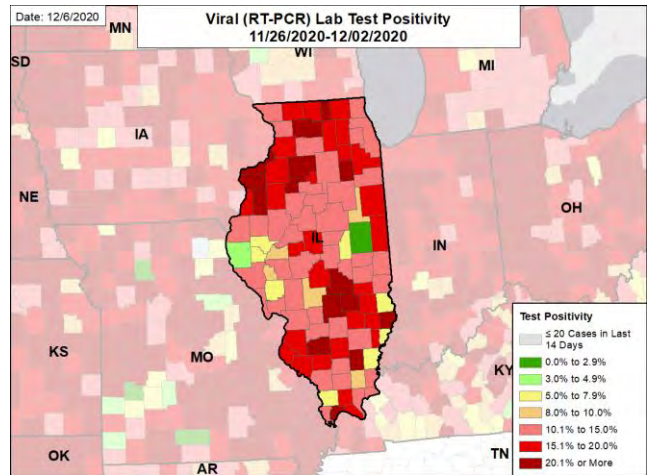 Date: 12/6/2020
Viral (RT-PCR) Lab Test Positivity
11/26/2020-12/02/2020
MN
WI
SD
MI
IA
NE
OH
IL
IN
KS
MO
KY
OK
AR
TN
Test Positivity
≤ 20 Cases in Last
14 Days
0.0% to 2.9%
3.0% to 4.9%
5.0% to 7.9%
8.0% to 10.0%
10.1% to 15.0%
15.1% to 20.0%
20.1% or More